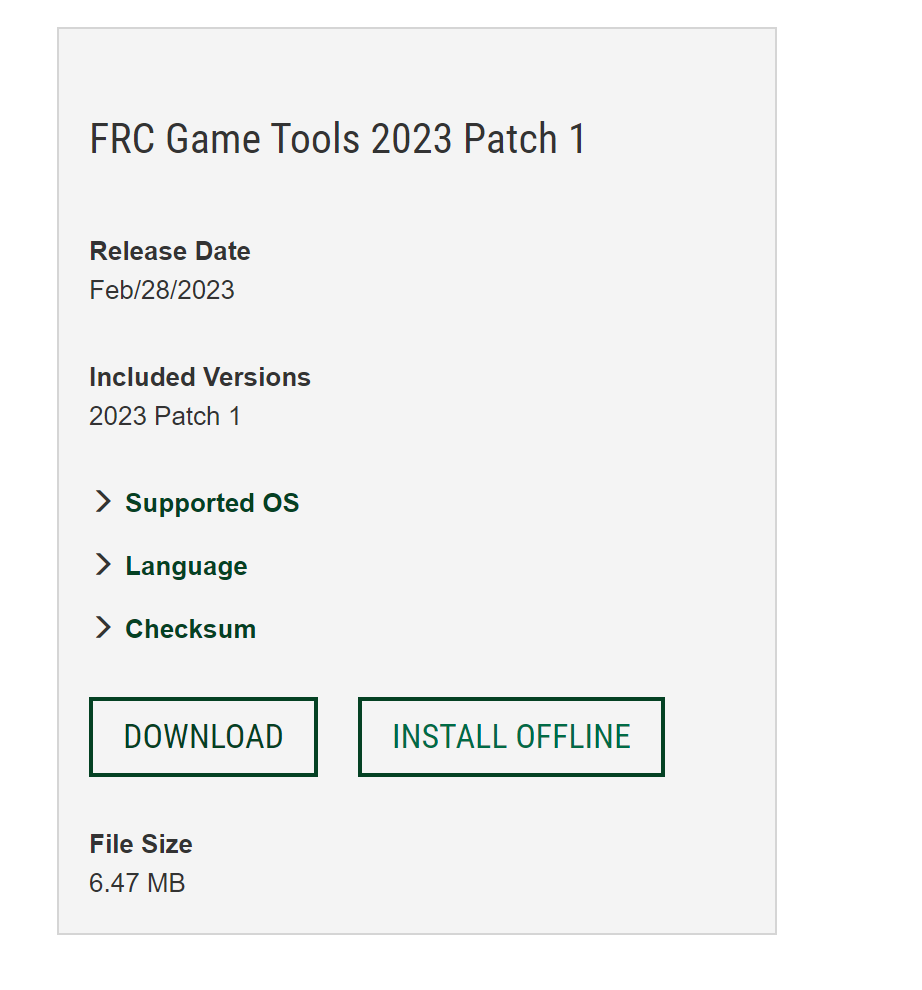 FRC Game Tools 2023 Patch 1
Release Date
Feb/28/2023
Included Versions
2023 Patch 1
Supported OS
Language
Checksum
DOWNLOAD
INSTALL OFFLINE
File Size
6.47 MB